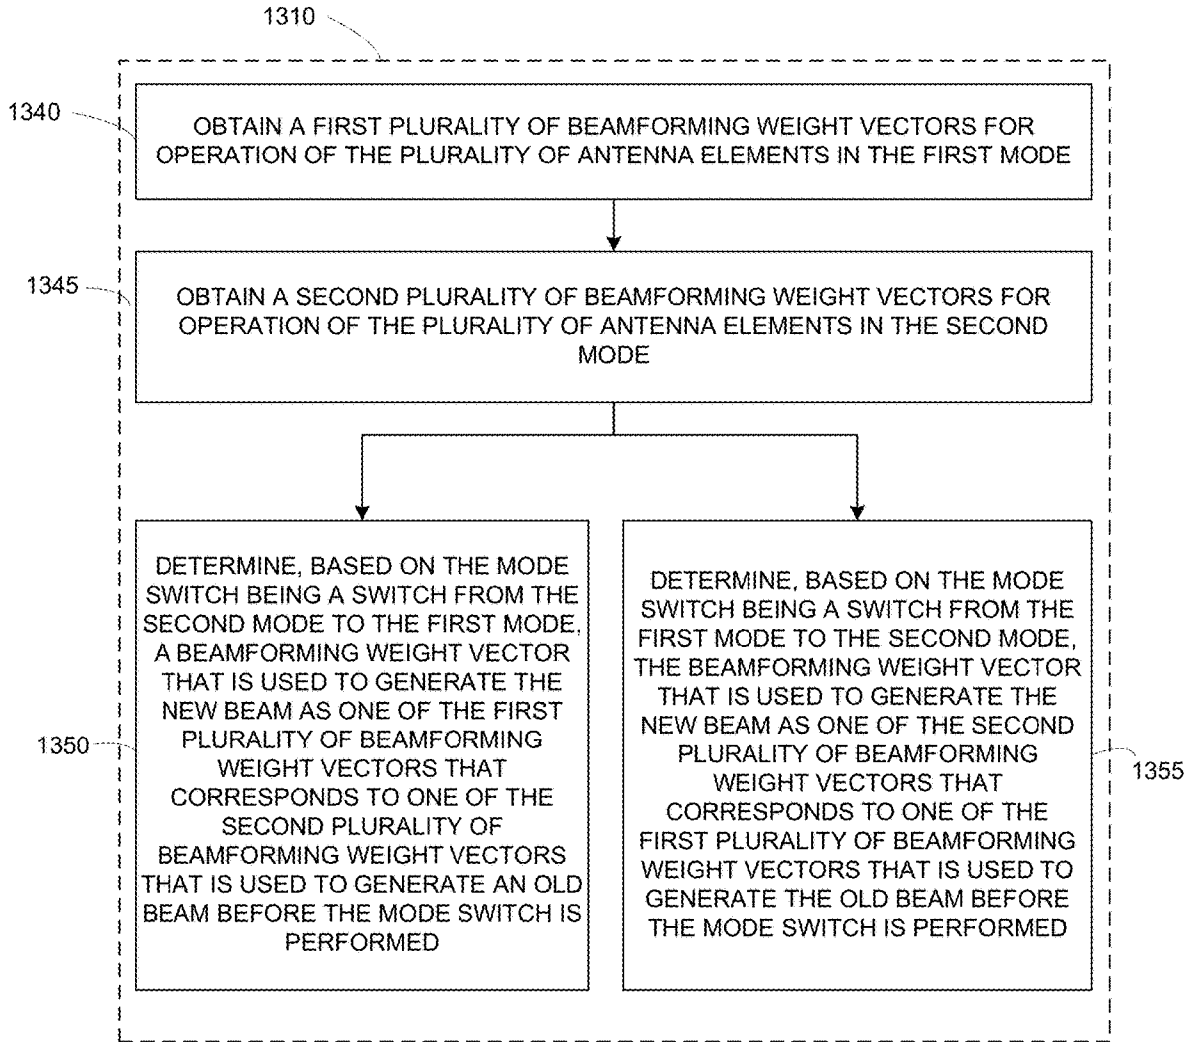 1310
1340
OBTAIN A FIRST PLURALITY OF BEAMFORMING WEIGHT VECTORS FOR
OPERATION OF THE PLURALITY OF ANTENNA ELEMENTS IN THE FIRST MODE
1345
OBTAIN A SECOND PLURALITY OF BEAMFORMING WEIGHT VECTORS FOR
OPERATION OF THE PLURALITY OF ANTENNA ELEMENTS IN THE SECOND
MODE
1350
DETERMINE, BASED ON THE MODE
SWITCH BEING A SWITCH FROM THE
SECOND MODE TO THE FIRST MODE,
A BEAMFORMING WEIGHT VECTOR
THAT IS USED TO GENERATE THE
NEW BEAM AS ONE OF THE FIRST
PLURALITY OF BEAMFORMING
WEIGHT VECTORS THAT
CORRESPONDS TO ONE OF THE
SECOND PLURALITY OF
BEAMFORMING WEIGHT VECTORS
THAT IS USED TO GENERATE AN OLD
BEAM BEFORE THE MODE SWITCH IS
PERFORMED
DETERMINE, BASED ON THE MODE
SWITCH BEING A SWITCH FROM THE
FIRST MODE TO THE SECOND MODE,
THE BEAMFORMING WEIGHT VECTOR
THAT IS USED TO GENERATE THE
NEW BEAM AS ONE OF THE SECOND
PLURALITY OF BEAMFORMING
WEIGHT VECTORS THAT
CORRESPONDS TO ONE OF THE
FIRST PLURALITY OF BEAMFORMING
WEIGHT VECTORS THAT IS USED TO
GENERATE THE OLD BEAM BEFORE
THE MODE SWITCH IS PERFORMED
1355